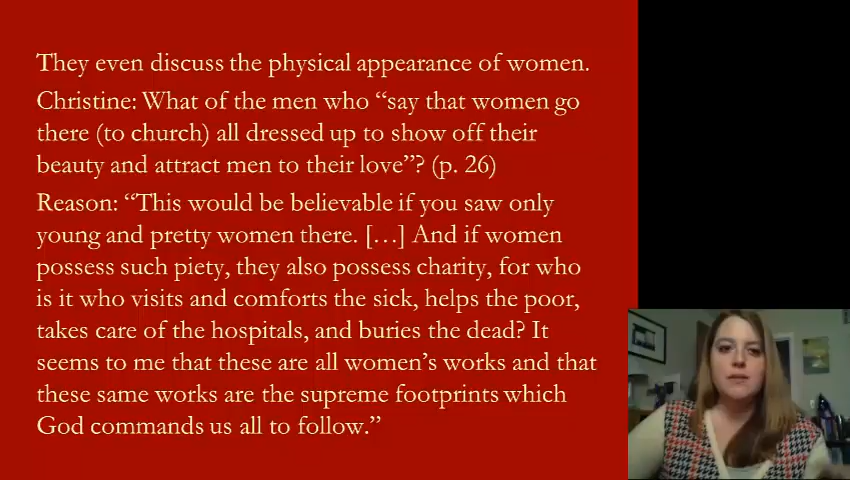 They even discuss the physical appearance of women.
Christine: What of the men who “say that women go
there (to church) all dressed up to show off their
beauty and attract men to their love”? (p. 26)
Reason: “This would be believable if you saw only
young and pretty women there. […] And if women
possess such piety, they also possess charity, for who
is it who visits and comforts the sick, helps the poor,
takes care of the hospitals, and buries the dead? It
seems to me that these are all women’s works and that
these same works are the supreme footprints which
God commands us all to follow.”